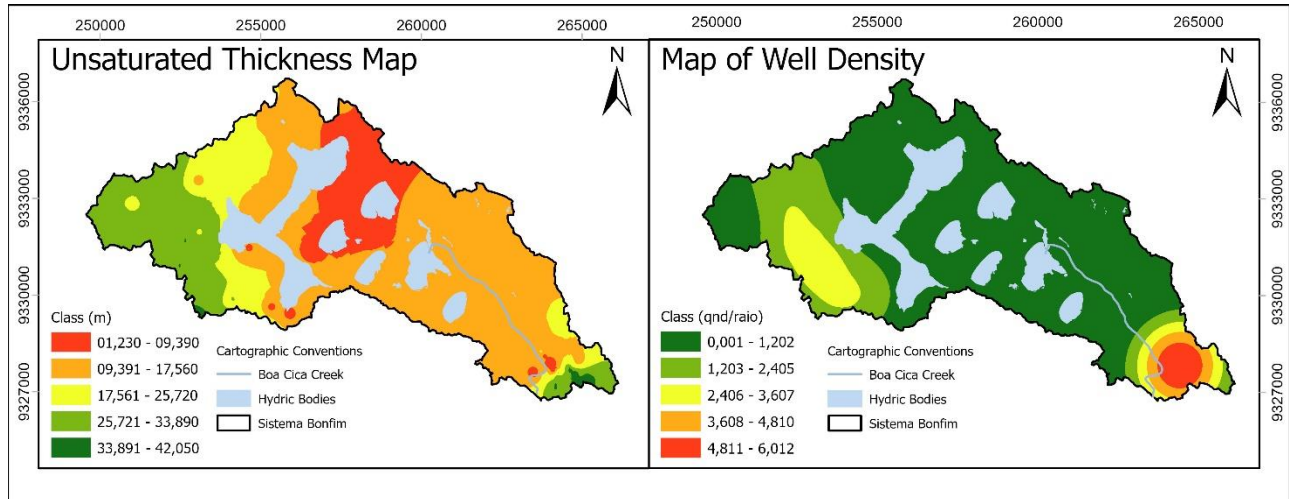 250000 255000 260000 265000
250000 255000 260000 265000
Unsaturated Thickness Map
N
9336000
9333000
9330000
9327000
Class (m)
01,230 - 09,390
09,391 - 17,560
17,561 - 25,720
25,721 - 33,890
33,891 - 42,050
Cartographic Conventions
Boa Cica Creek
Hydric Bodies
Sistema Bonfim
Map of Well Density
N
Class (qnd/raio)
0,001 - 1,202
1,203 - 2,405
2,406 - 3,607
3,608 - 4,810
4,811 - 6,012
Cartographic Conventions
Boa Cica Creek
Hydric Bodies
Sistema Bonfim
9336000
9333000
9330000
9327000